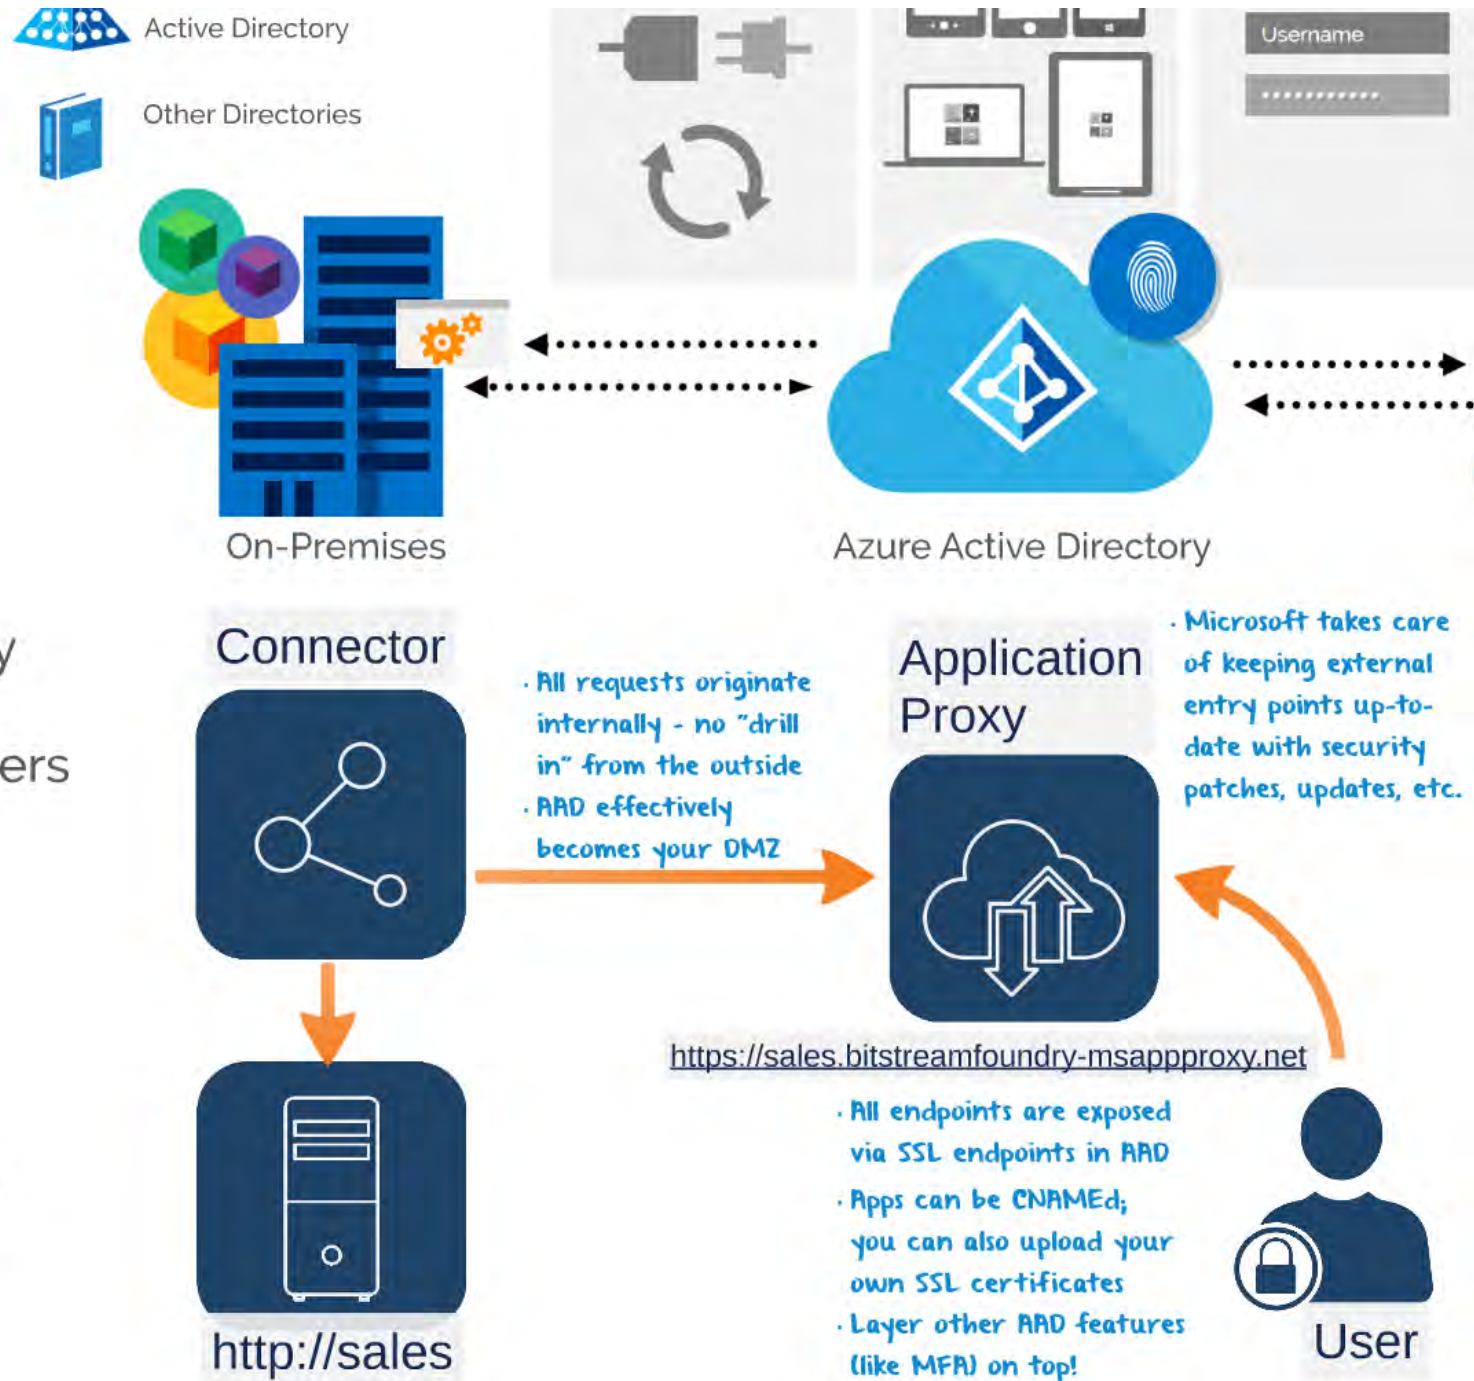 Active Directory
Other Directories
Username
On-Premises
Azure Active Directory
y
ers
Connector
· All requests originate
internally - no "drill
in" from the outside
· AAD effectively
becomes your DMZ
Application
Proxy
· Microsoft takes care
of keeping external
entry points up-to-
date with security
patches, updates, etc.
https://sales.bitstreamfoundry-msappproxy.net
· All endpoints are exposed
via SSL endpoints in AAD
· Apps can be CNAMEd;
you can also upload your
own SSL certificates
· Layer other AAD features
(like MFA) on top!
http://sales
User